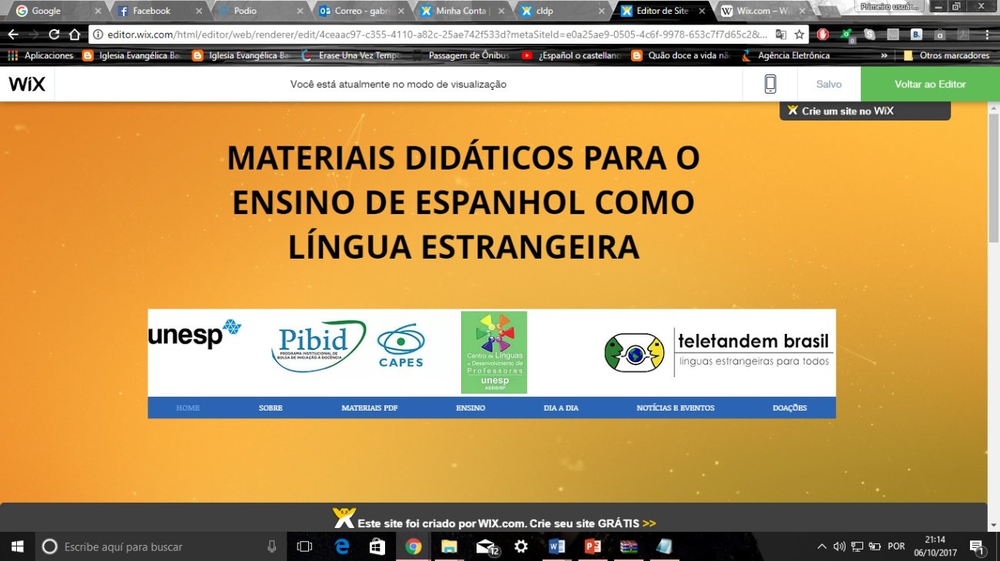 Google
Facebook
Podio
Correo - gabri
Minha Conta |
cldp
Editor de Site
Wix.com – Wi
editor.wix.com/html/editor/web/renderer/edit/4ceaac97-c355-4110-a82c-25ae742f533d?metaSiteId=e0a25ae9-0505-4c6f-9978-653c7f7d65c2&...
Aplicaciones
Iglesia Evangélica Ba
Iglesia Evangélica Ba
Erase Una Vez Tempo
Passagem de Ônibus
¿Español o castellano
Quão doce a vida nã
Agência Eletrônica
»
Otros marcadores
WiX
Você está atualmente no modo de visualização
Salvo
Voltar ao Editor
Crie um site no WiX
MATERIAIS DIDÁTICOS PARA O
ENSINO DE ESPANHOL COMO
LÍNGUA ESTRANGEIRA
unesp
Pibid
PROGRAMA INSTITUCIONAL DE
BOLSA DE INICIAÇÃO À DOCÊNCIA
CAPES
Centro de Línguas
e Desenvolvimento de
Professores
unesp
ASSIS/SP
teletandem brasil
línguas estrangeiras para todos
HOME SOBRE MATERIAIS PDF ENSINO DIA A DIA NOTÍCIAS E EVENTOS DOAÇÕES
Este site foi criado por WIX.com. Crie seu site GRÁTIS >>
Escribe aquí para buscar
12
POR
21:14
06/10/2017
1